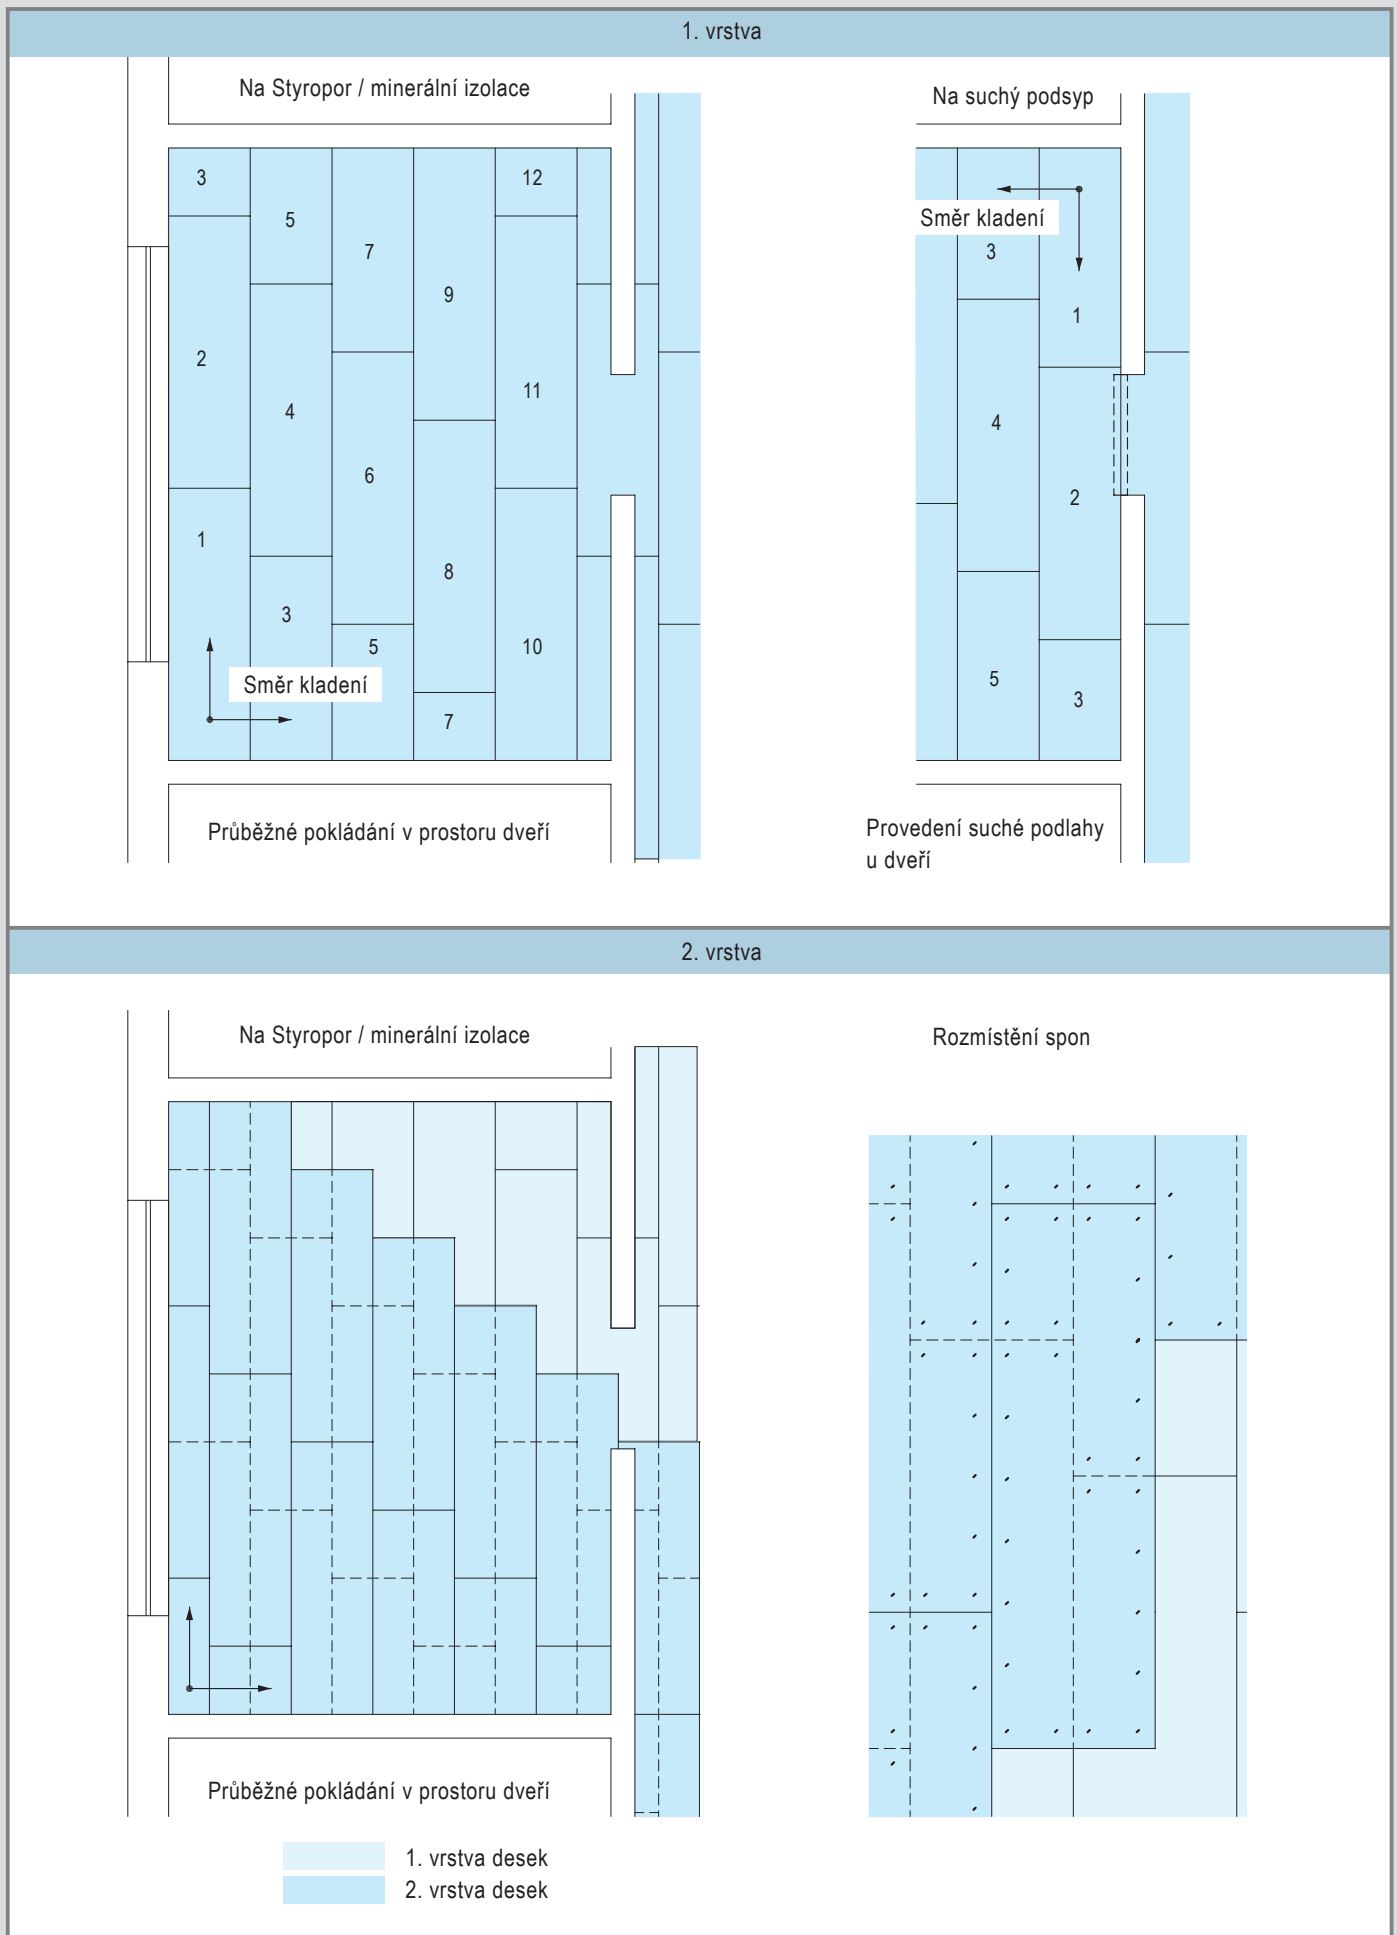 1. vrstva
Na Styropor / minerální izolace
3
5
7
9
12
2
4
6
11
1
3
5
8
10
7
Směr kladení
Průběžné pokládání v prostoru dveří
Na suchý podsyp
Směr kladení
3
1
4
2
5
3
Provedení suché podlahy
u dveří
2. vrstva
Na Styropor / minerální izolace
Průběžné pokládání v prostoru dveří
1. vrstva desek
2. vrstva desek
Rozmístění spon